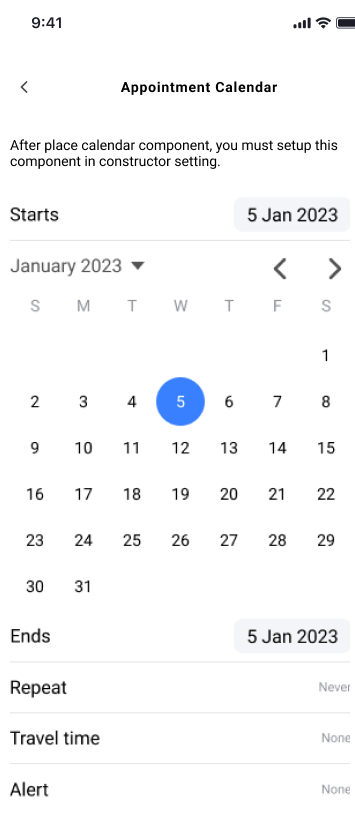 9:41
Appointment Calendar
After place calendar component, you must setup this
component in constructor setting.
Starts 5 Jan 2023
January 2023
S M T W T F S
1
2 3 4 5 6 7 8
9 10 11 12 13 14 15
16 17 18 19 20 21 22
23 24 25 26 27 28 29
30 31
Ends 5 Jan 2023
Repeat Never
Travel time None
Alert None